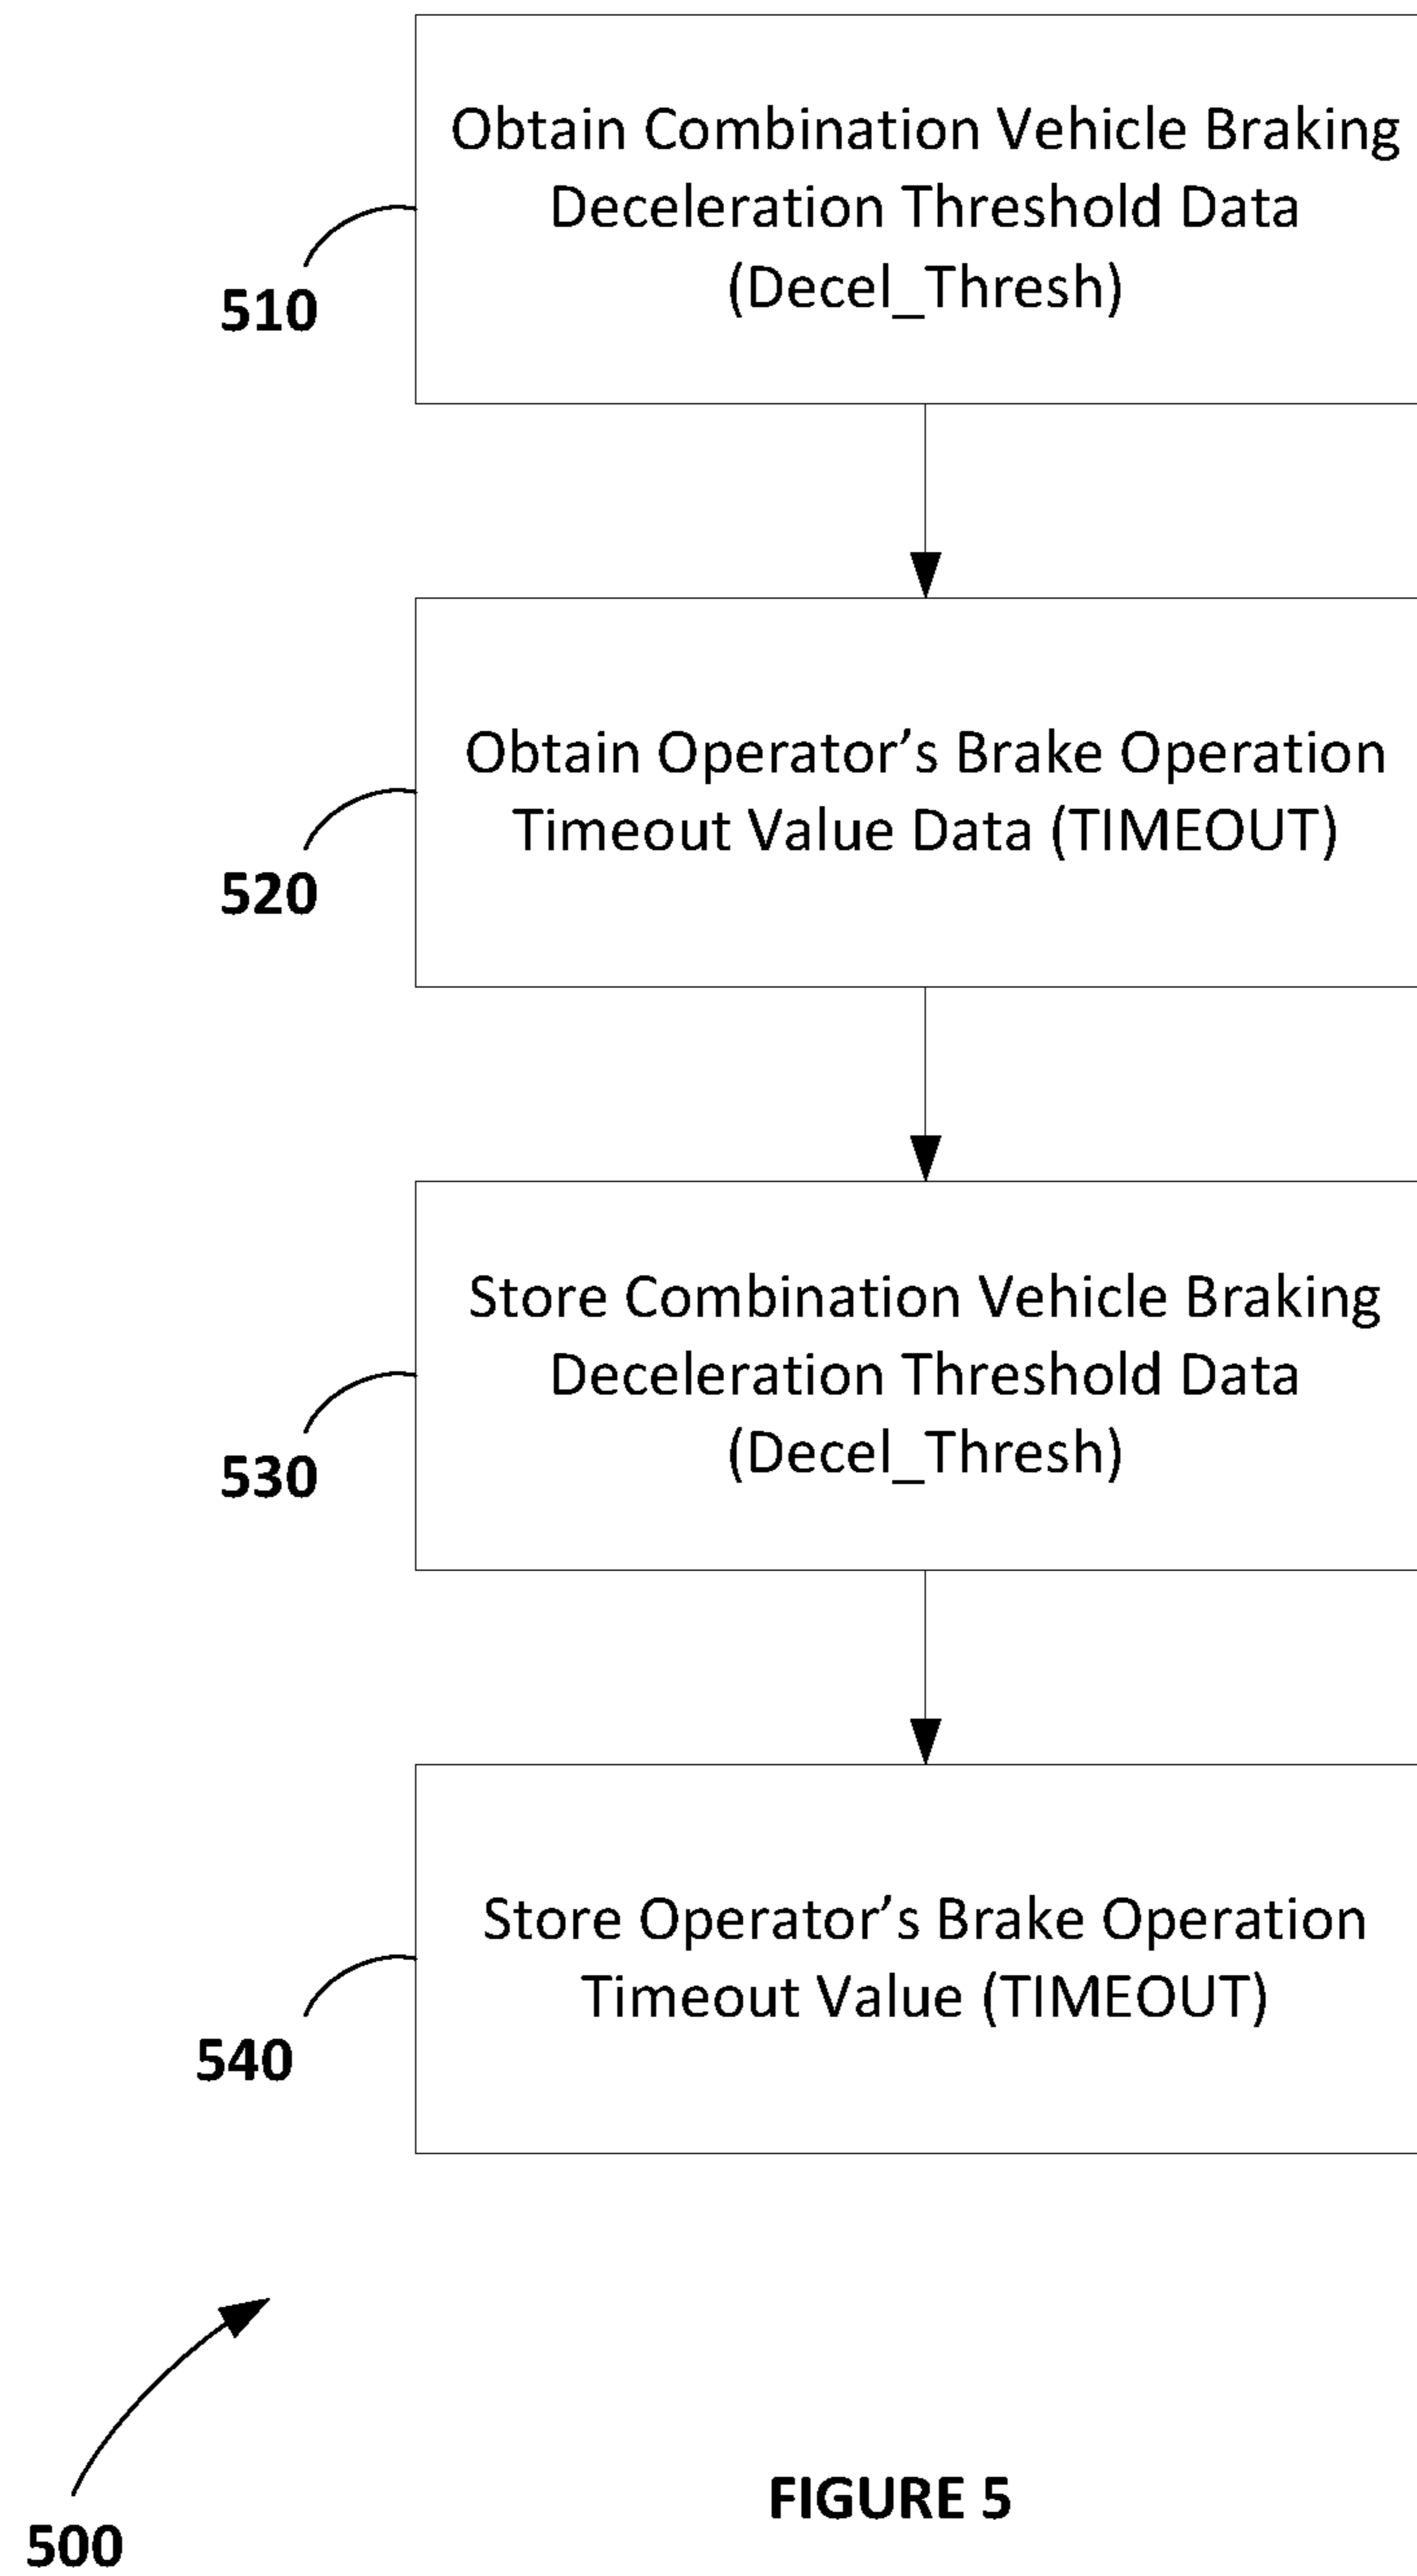 Obtain Combination Vehicle Braking
Deceleration Threshold Data
(Decel_Thresh)
510
Obtain Operator’s Brake Operation
Timeout Value Data (TIMEOUT)
520
Store Combination Vehicle Braking
Deceleration Threshold Data
(Decel_Thresh)
530
Store Operator’s Brake Operation
Timeout Value (TIMEOUT)
540
500
FIGURE 5